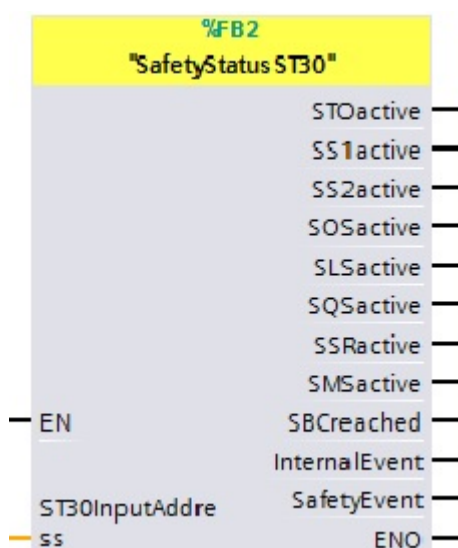 %FB2
"SafetyStatus ST30"
STOactive
SS1active
SS2active
SOSactive
SLSactive
SQSactive
SSRactive
SMSactive
EN
SBCreached
InternalEvent
ST30InputAddre
ss
SafetyEvent
ENO